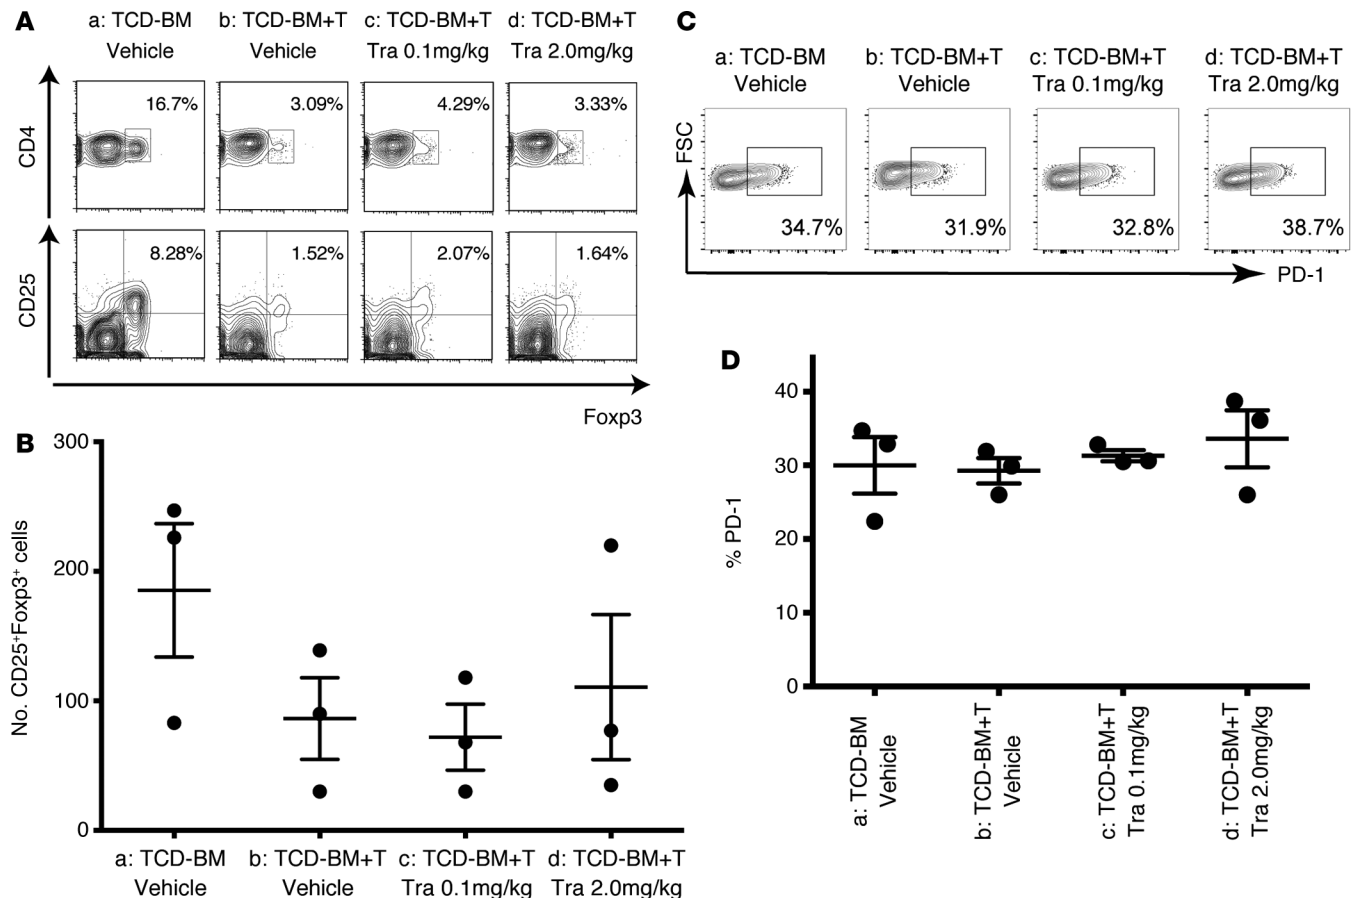 A
a: TCD-BM b: TCD-BM+T c: TCD-BM+T d: TCD-BM+T
Vehicle Vehicle Tra 0.1mg/kg Tra 2.0mg/kg
CD4
16.7% 3.09% 4.29% 3.33%
CD25
8.28% 1.52% 2.07% 1.64%
Foxp3
B
No. CD25⁺Foxp3⁺ cells
300
200
100
0
a: TCD-BM b: TCD-BM+T c: TCD-BM+T d: TCD-BM+T
Vehicle Vehicle Tra 0.1mg/kg Tra 2.0mg/kg
C
a: TCD-BM b: TCD-BM+T c: TCD-BM+T d: TCD-BM+T
Vehicle Vehicle Tra 0.1mg/kg Tra 2.0mg/kg
FSC
34.7% 31.9% 32.8% 38.7%
PD-1
D
% PD-1
40
30
20
10
0
a: TCD-BM
Vehicle
b: TCD-BM+T
Vehicle
c: TCD-BM+T
Tra 0.1mg/kg
d: TCD-BM+T
Tra 2.0mg/kg